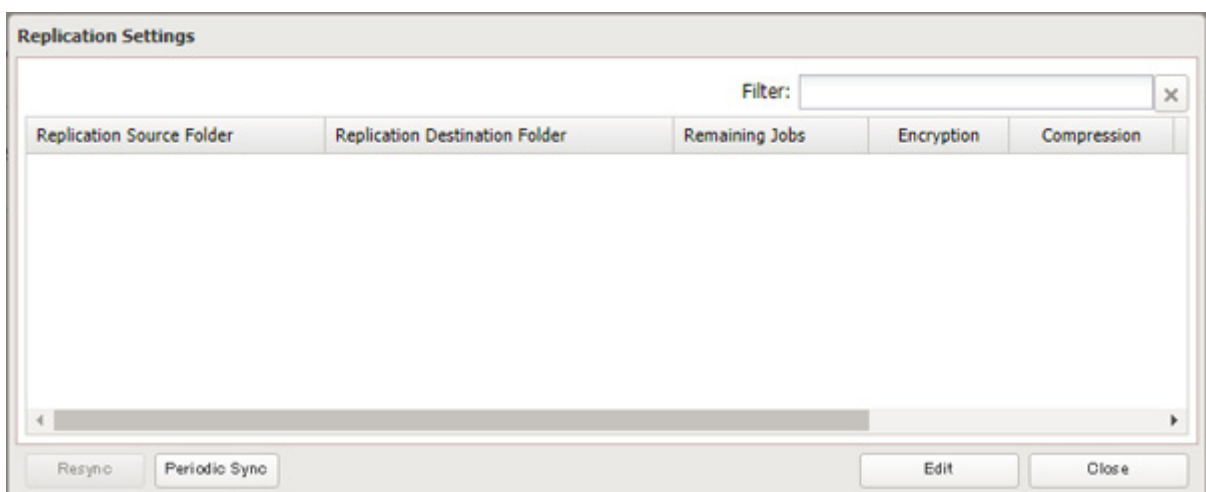 Replication Settings
Filter:
Replication Source Folder Replication Destination Folder Remaining Jobs Encryption Compression
Resync Periodic Sync Edit Close